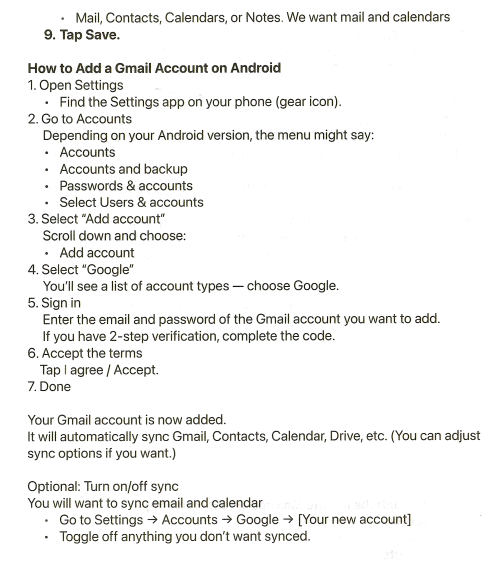 • Mail, Contacts, Calendars, or Notes. We want mail and calendars
9. Tap Save.
How to Add a Gmail Account on Android
1. Open Settings
• Find the Settings app on your phone (gear icon).
2. Go to Accounts
Depending on your Android version, the menu might say:
• Accounts
• Accounts and backup
• Passwords & accounts
• Select Users & accounts
3. Select “Add account”
Scroll down and choose:
• Add account
4. Select “Google”
You’ll see a list of account types — choose Google.
5. Sign in
Enter the email and password of the Gmail account you want to add.
If you have 2-step verification, complete the code.
6. Accept the terms
Tap I agree / Accept.
7. Done
Your Gmail account is now added.
It will automatically sync Gmail, Contacts, Calendar, Drive, etc. (You can adjust
sync options if you want.)
Optional: Turn on/off sync
You will want to sync email and calendar
• Go to Settings → Accounts → Google → [Your new account]
• Toggle off anything you don’t want synced.